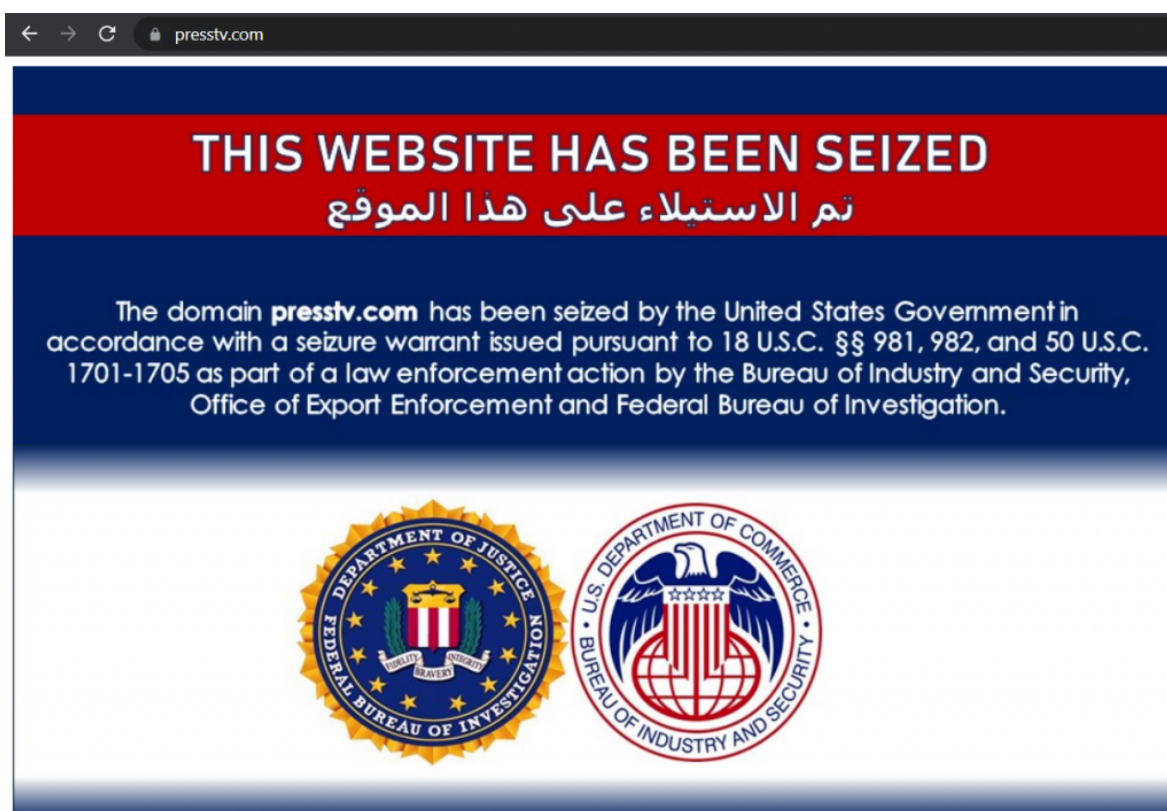 presstv.com
THIS WEBSITE HAS BEEN SEIZED
تم الاستيلاء على هذا الموقع
The domain presstv.com has been seized by the United States Government in
accordance with a seizure warrant issued pursuant to 18 U.S.C. §§ 981, 982, and 50 U.S.C.
1701-1705 as part of a law enforcement action by the Bureau of Industry and Security,
Office of Export Enforcement and Federal Bureau of Investigation.
DEPARTMENT OF JUSTICE
FEDERAL BUREAU OF INVESTIGATION
FIDELITY BRAVERY INTEGRITY
U.S. DEPARTMENT OF COMMERCE
BUREAU OF INDUSTRY AND SECURITY